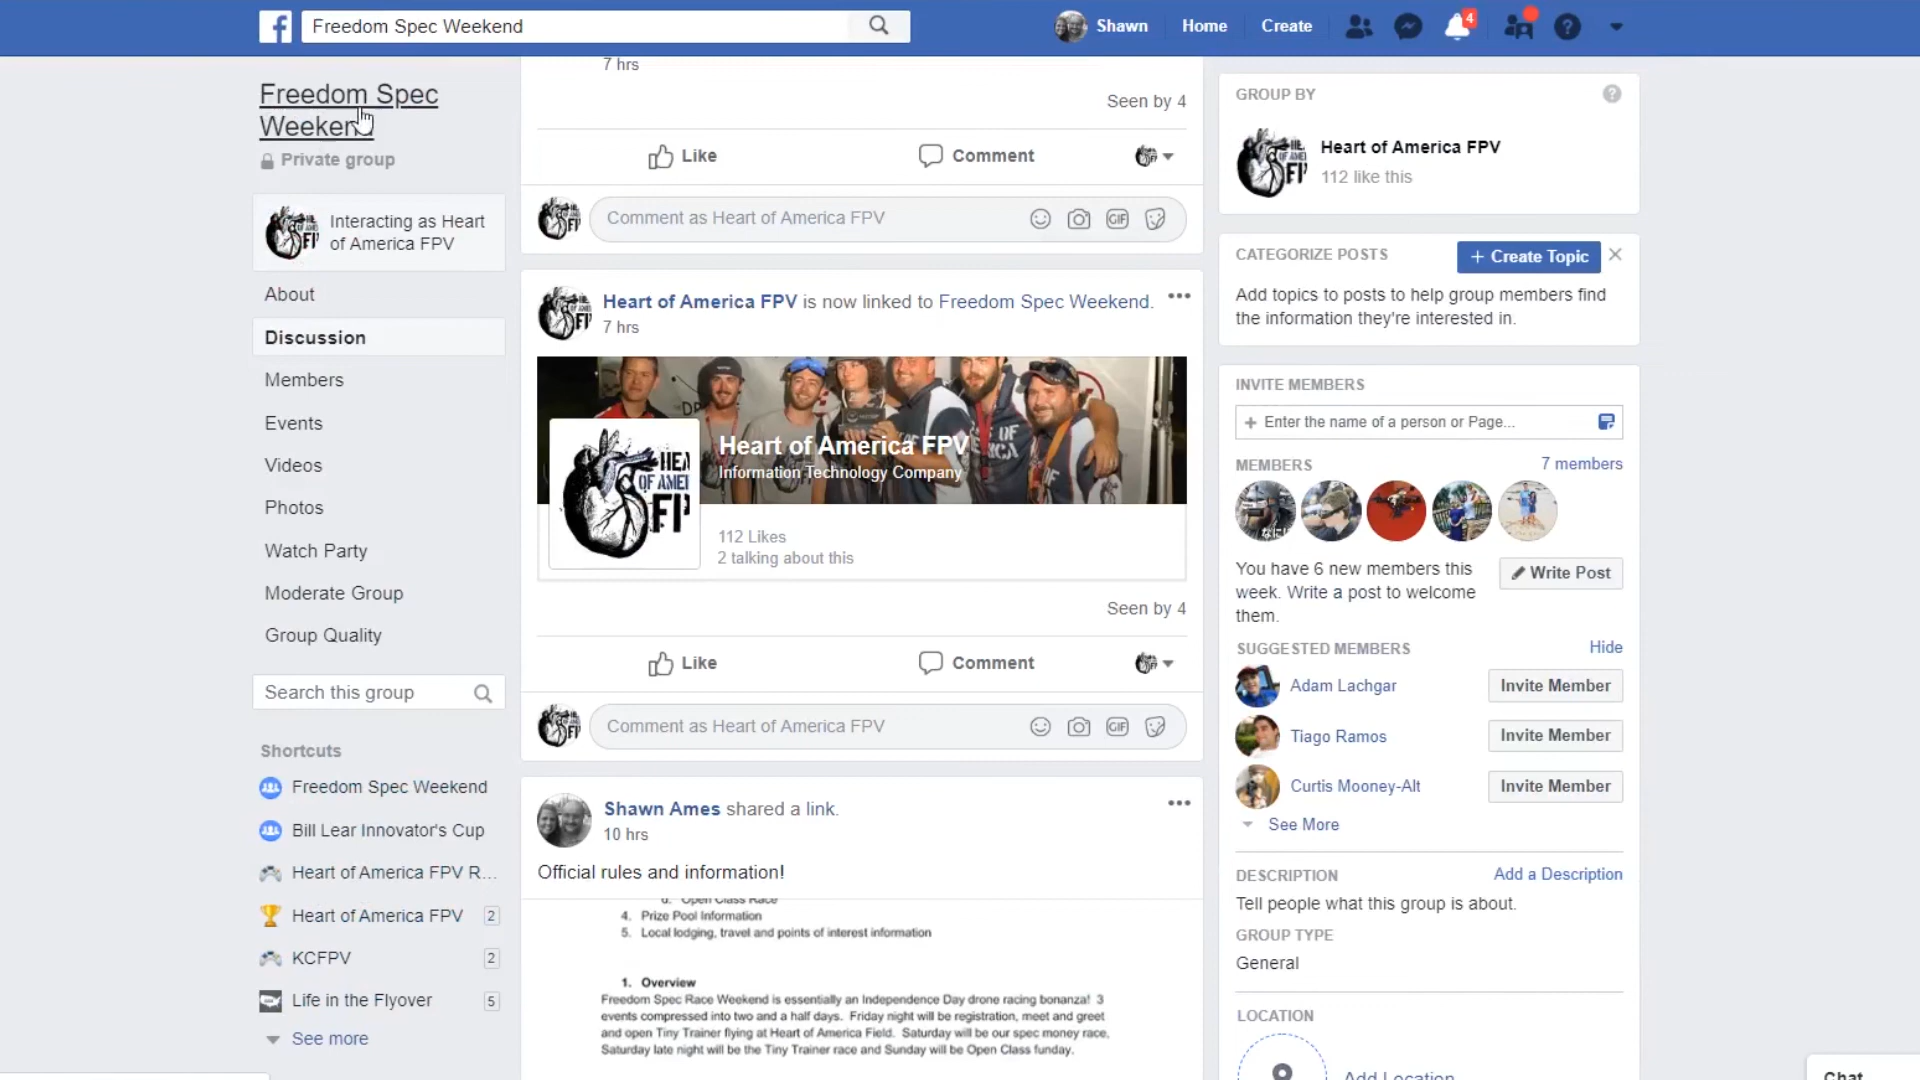 Freedom Spec Weekend
Shawn
Home
Create
4
Freedom Spec
Weekend
Private group
Interacting as Heart
of America FPV
About
Discussion
Members
Events
Videos
Photos
Watch Party
Moderate Group
Group Quality
Search this group
Shortcuts
Freedom Spec Weekend
Bill Lear Innovator's Cup
Heart of America FPV R...
Heart of America FPV 2
KCFPV 2
Life in the Flyover 5
See more
7 hrs
Seen by 4
Like
Comment
Comment as Heart of America FPV
GIF
Heart of America FPV is now linked to Freedom Spec Weekend.
7 hrs
Heart of America FPV
Information Technology Company
112 Likes
2 talking about this
Seen by 4
Like
Comment
Comment as Heart of America FPV
GIF
Shawn Ames shared a link.
10 hrs
Official rules and information!
d. Open Class Race
4. Prize Pool Information
5. Local lodging, travel and points of interest information
1. Overview
Freedom Spec Race Weekend is essentially an Independence Day drone racing bonanza! 3
events compressed into two and a half days. Friday night will be registration, meet and greet
and open Tiny Trainer flying at Heart of America Field. Saturday will be our spec money race,
Saturday late night will be the Tiny Trainer race and Sunday will be Open Class funday.
GROUP BY
Heart of America FPV
112 like this
CATEGORIZE POSTS
+ Create Topic
Add topics to posts to help group members find
the information they're interested in.
INVITE MEMBERS
+ Enter the name of a person or Page...
MEMBERS
7 members
You have 6 new members this
week. Write a post to welcome
them.
Write Post
SUGGESTED MEMBERS
Hide
Adam Lachgar
Invite Member
Tiago Ramos
Invite Member
Curtis Mooney-Alt
Invite Member
See More
DESCRIPTION
Add a Description
Tell people what this group is about.
GROUP TYPE
General
LOCATION
Add Location
Chat